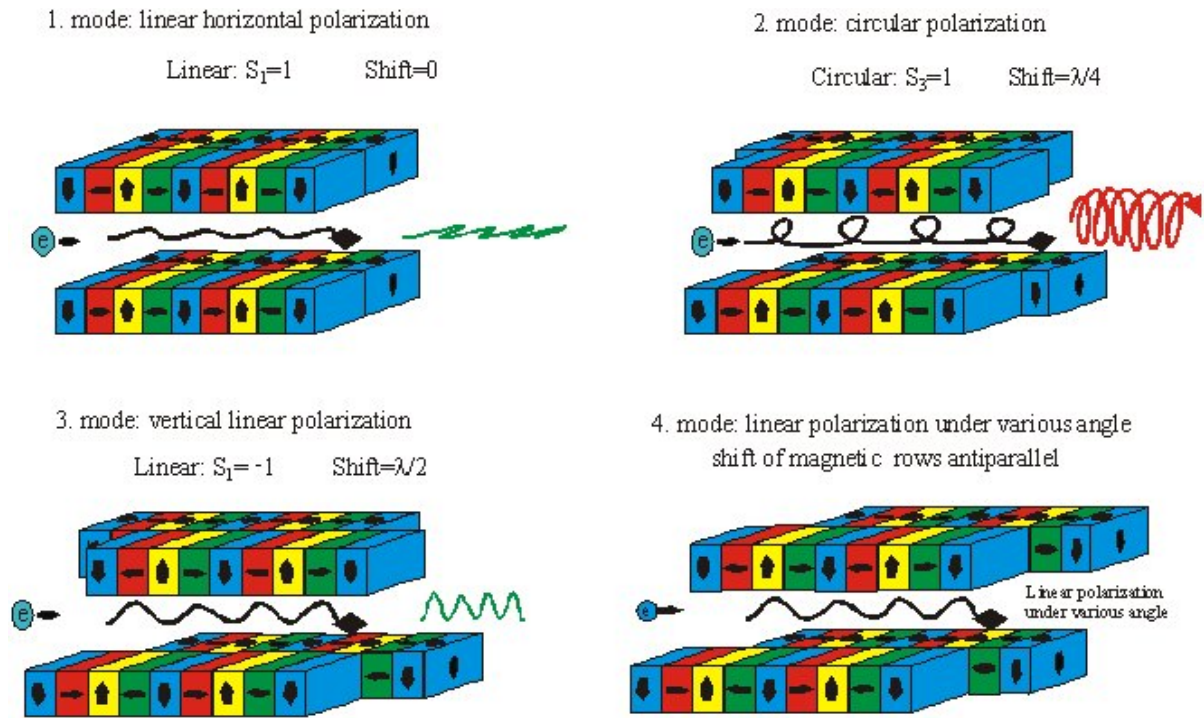 1. mode: linear horizontal polarization
Linear: S₁=1 Shift=0
e
2. mode: circular polarization
Circular: S₃=1 Shift=λ/4
e
3. mode: vertical linear polarization
Linear: S₁= -1 Shift=λ/2
e
4. mode: linear polarization under various angle
shift of magnetic rows antiparallel
e
Linear polarization
under various angle